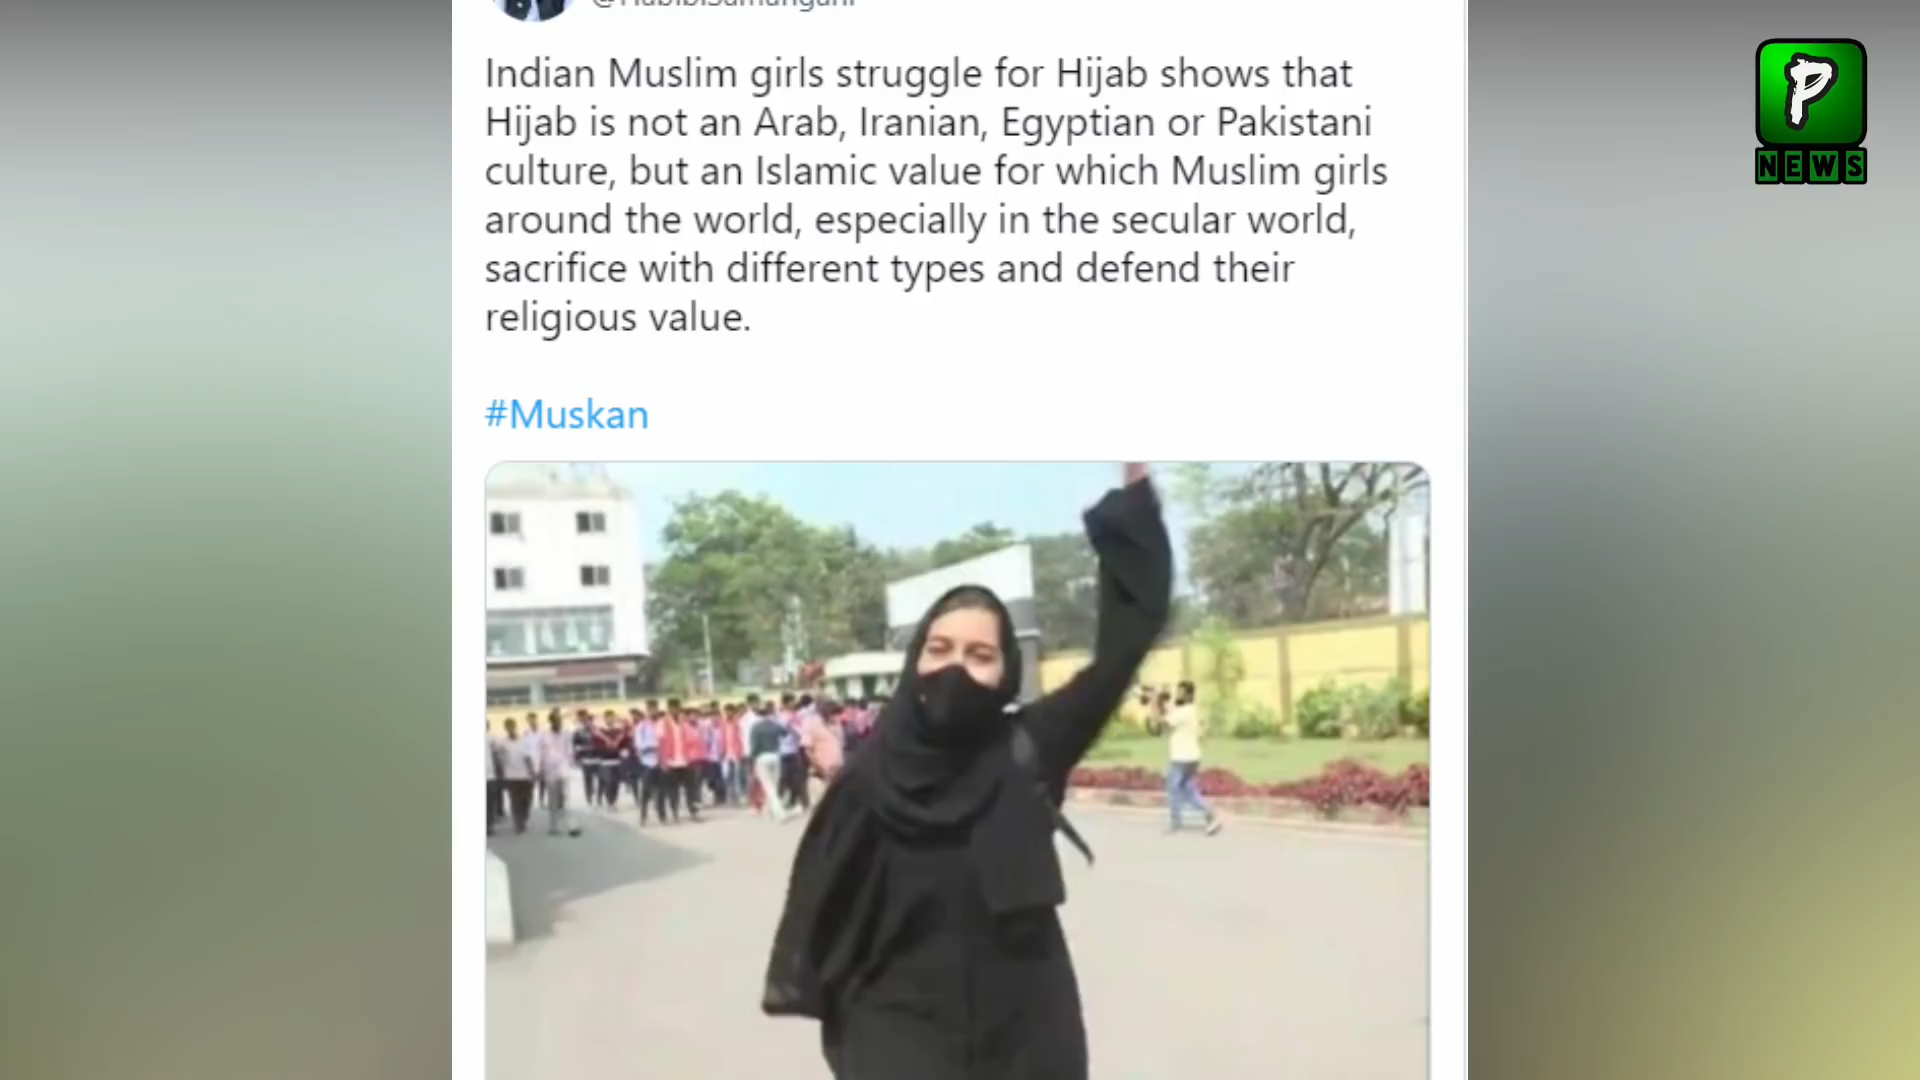 Indian Muslim girls struggle for Hijab shows that
Hijab is not an Arab, Iranian, Egyptian or Pakistani
culture, but an Islamic value for which Muslim girls
around the world, especially in the secular world,
sacrifice with different types and defend their
religious value.
#Muskan
P
NEWS